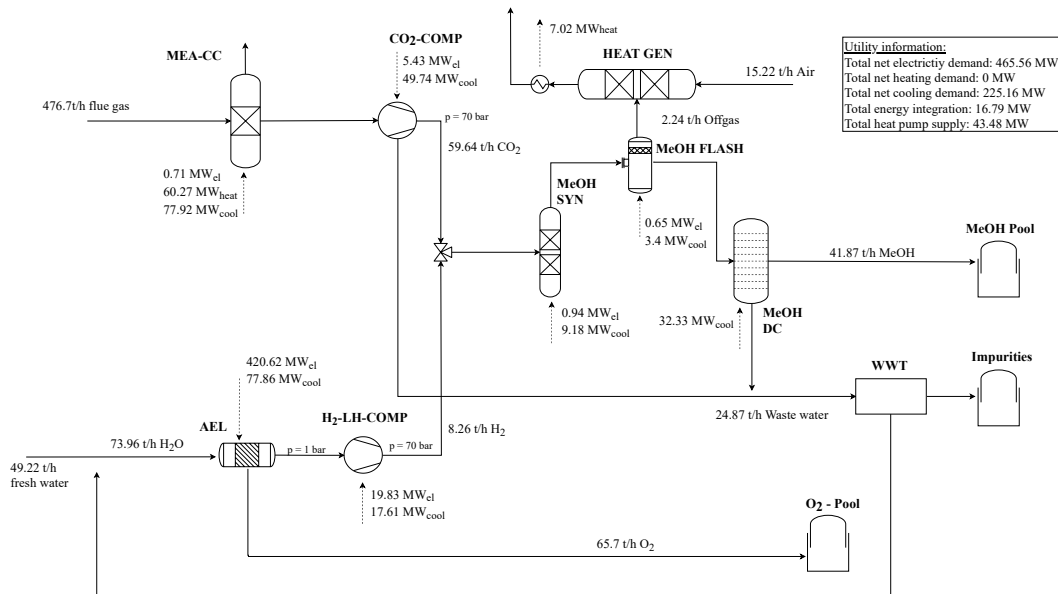 CO2-COMP
5.43 MWel
49.74 MWcool
MEA-CC
476.7t/h flue gas
0.71 MWel
60.27 MWheat
77.92 MWcool
p = 70 bar
59.64 t/h CO2
7.02 MWheat
HEAT GEN
15.22 t/h Air
2.24 t/h Offgas
Utility information:
Total net electrictiy demand: 465.56 MW
Total net heating demand: 0 MW
Total net cooling demand: 225.16 MW
Total energy integration: 16.79 MW
Total heat pump supply: 43.48 MW
MeOH FLASH
0.65 MWel
3.4 MWcool
MeOH
SYN
0.94 MWel
9.18 MWcool
41.87 t/h MeOH
MeOH Pool
32.33 MWcool
MeOH
DC
WWT
Impurities
24.87 t/h Waste water
420.62 MWel
77.86 MWcool
AEL
H2-LH-COMP
8.26 t/h H2
73.96 t/h H2O
p = 1 bar
p = 70 bar
49.22 t/h
fresh water
19.83 MWel
17.61 MWcool
O2 - Pool
65.7 t/h O2